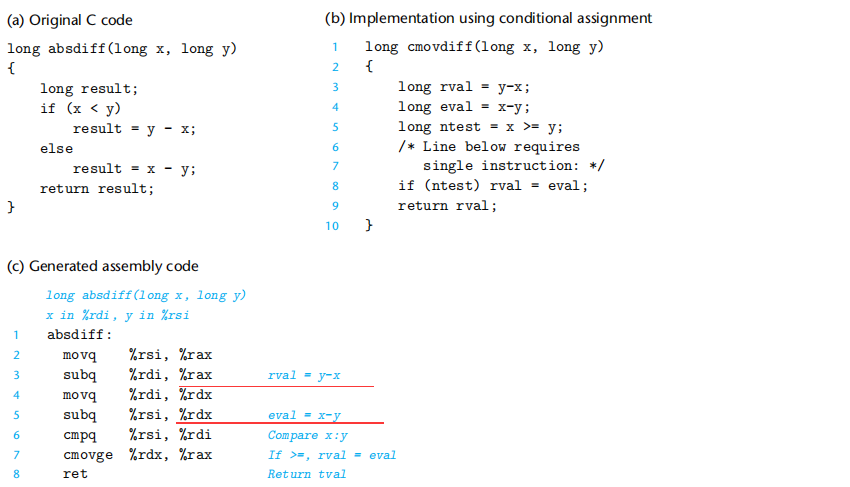 (a) Original C code
long absdiff(long x, long y)
{
    long result;
    if (x < y)
        result = y - x;
    else
        result = x - y;
    return result;
}
(b) Implementation using conditional assignment
1 long cmovdiff(long x, long y)
2 {
3     long rval = y-x;
4     long eval = x-y;
5     long ntest = x >= y;
6     /* Line below requires
7        single instruction: */
8     if (ntest) rval = eval;
9     return rval;
10 }
(c) Generated assembly code
long absdiff(long x, long y)
x in %rdi, y in %rsi
1 absdiff:
2   movq    %rsi, %rax
3   subq    %rdi, %rax    rval = y-x
4   movq    %rdi, %rdx
5   subq    %rsi, %rdx    eval = x-y
6   cmpq    %rsi, %rdi    Compare x:y
7   cmovge  %rdx, %rax    If >=, rval = eval
8   ret    Return tval